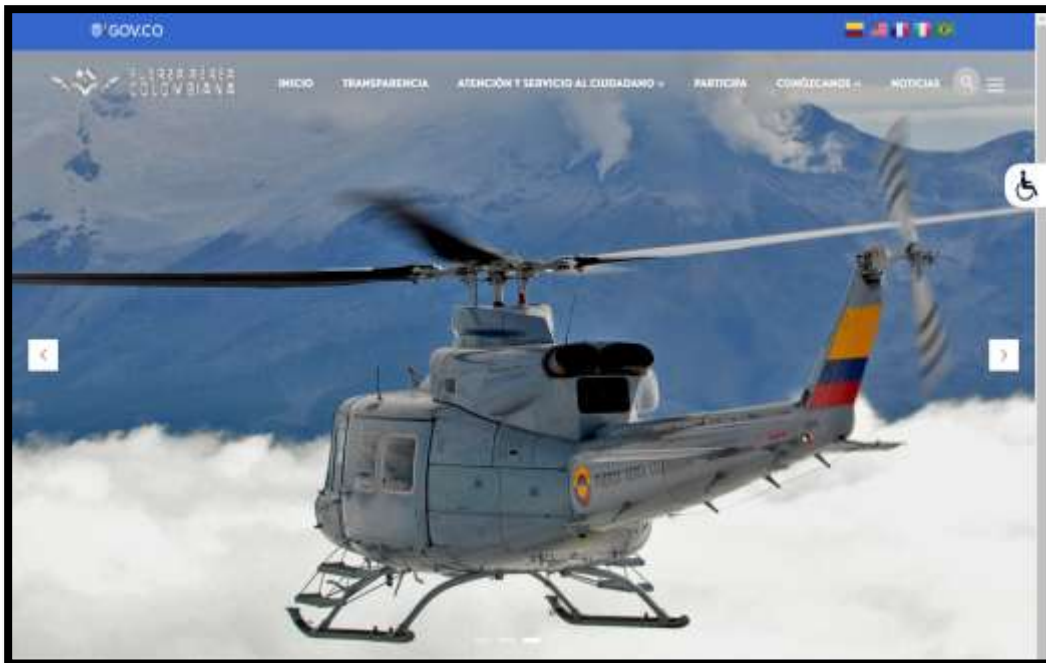 GOV.CO
FUERZA AÉREA
COLOMBIANA
INICIO
TRANSPARENCIA
ATENCIÓN Y SERVICIO AL CIUDADANO
PARTICIPA
CONÓZCANOS
NOTICIAS